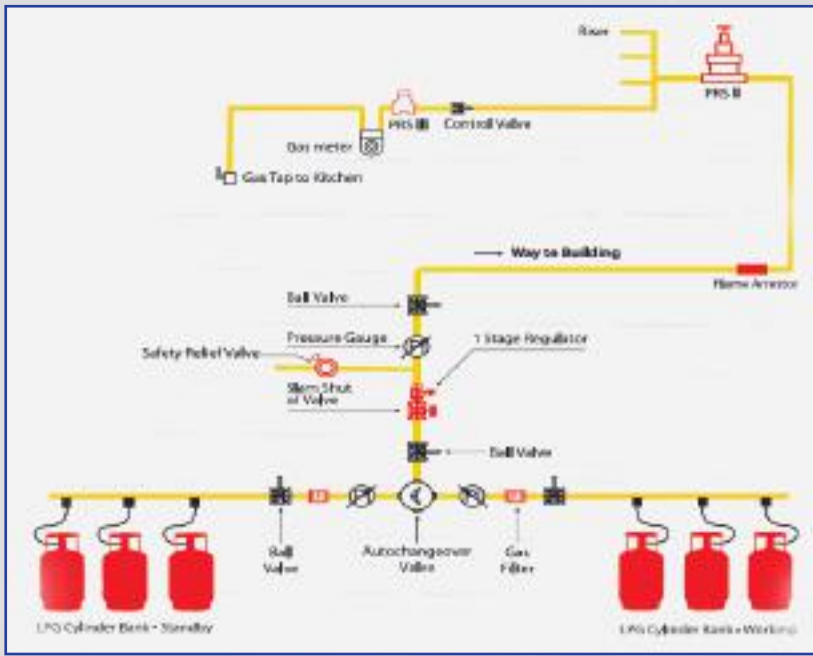 Riser
PRS II
PRS III
Controll Valve
Gas meter
Gas Tap to Kitchen
Way to Building
Flame Arrestor
Ball Valve
Pressure Gauge
1 Stage Regulator
Safety Relief Valve
Slam Shut
of Valve
Ball Valve
Ball
Valve
Autochangeover
Valve
Gas
Filter
LPG Cylinder Bank - Standby
LPG Cylinder Bank - Working